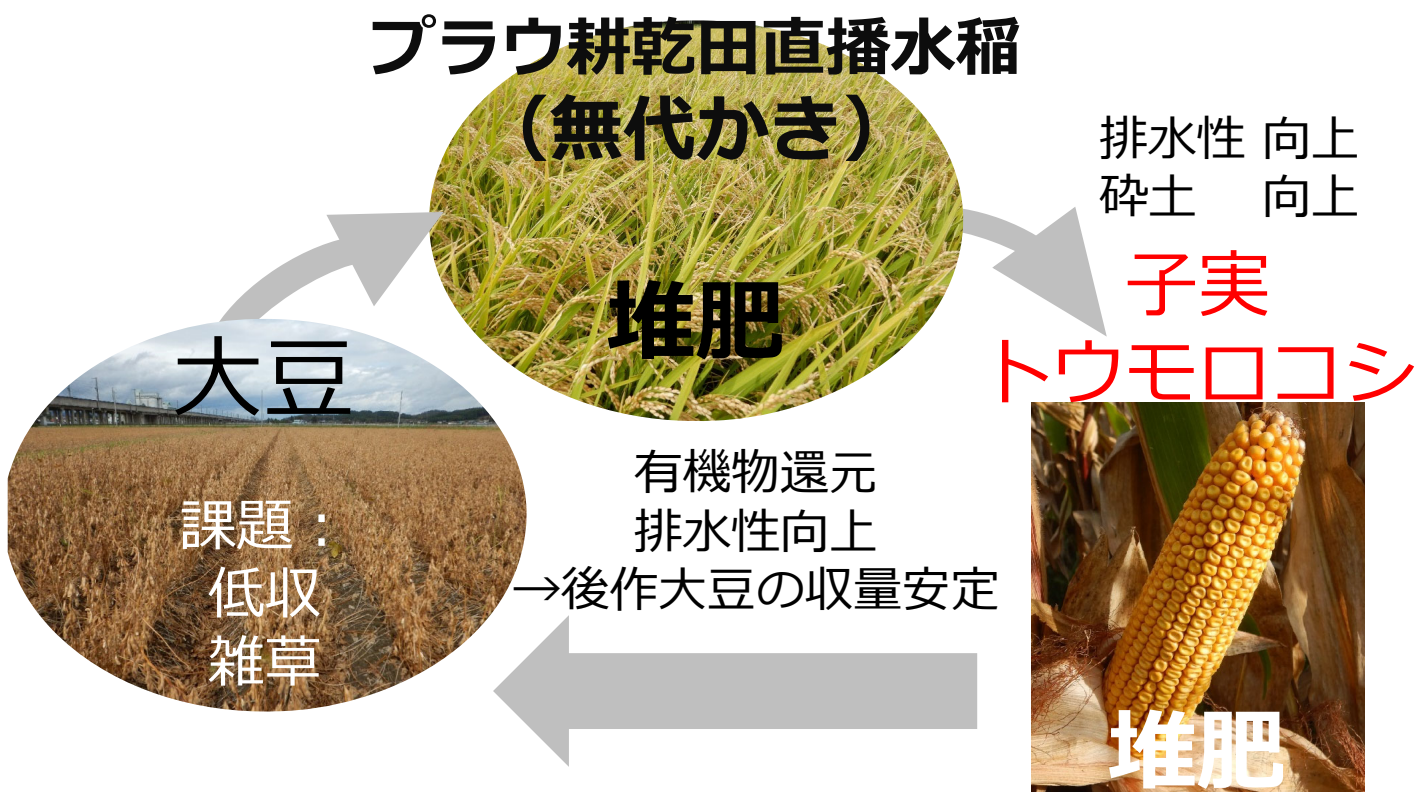 プラウ耕乾田直播水稲
（無代かき）
堆肥
排水性 向上
砕土 向上
子実
トウモロコシ
堆肥
有機物還元
排水性向上
→後作大豆の収量安定
大豆
課題：
低収
雑草